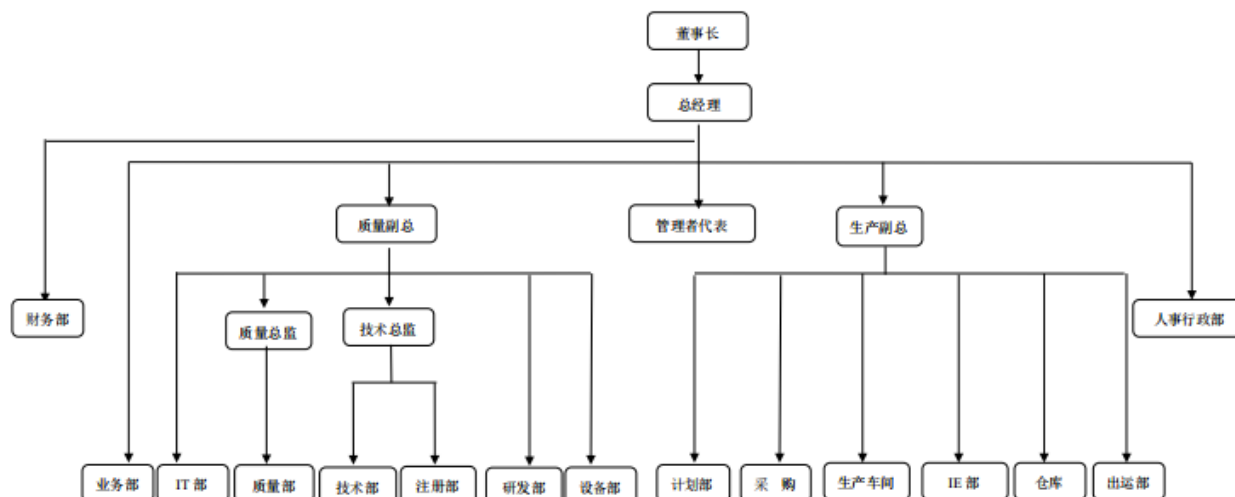 董事长
总经理
质量副总
管理者代表
生产副总
财务部
质量总监
技术总监
人事行政部
业务部
IT 部
质量部
技术部
注册部
研发部
设备部
计划部
采 购
生产车间
IE 部
仓库
出运部